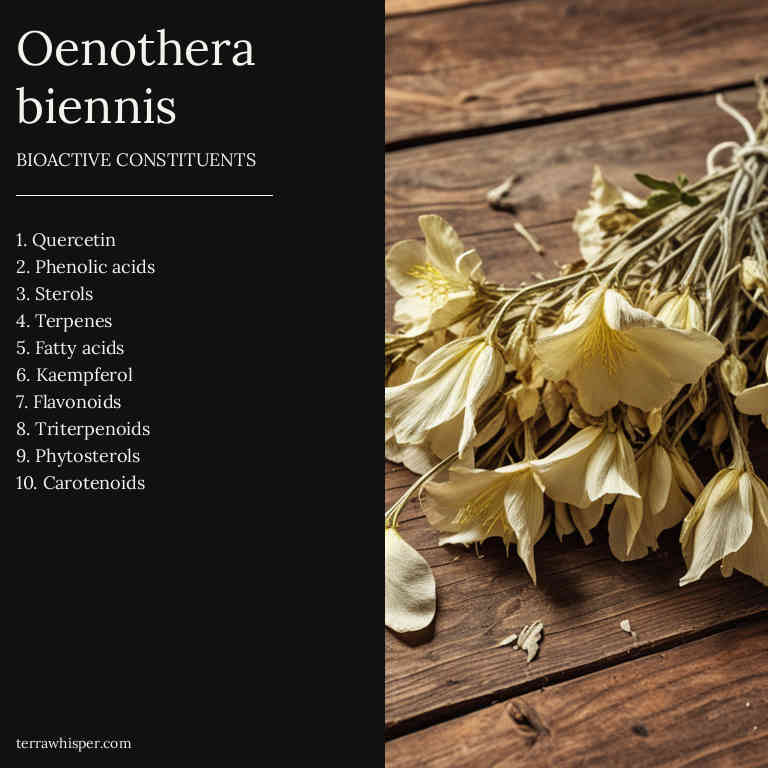 Oenothera
biennis
BIOACTIVE CONSTITUENTS
1. Quercetin
2. Phenolic acids
3. Sterols
4. Terpenes
5. Fatty acids
6. Kaempferol
7. Flavonoids
8. Triterpenoids
9. Phytosterols
10. Carotenoids
terrawhisper.com